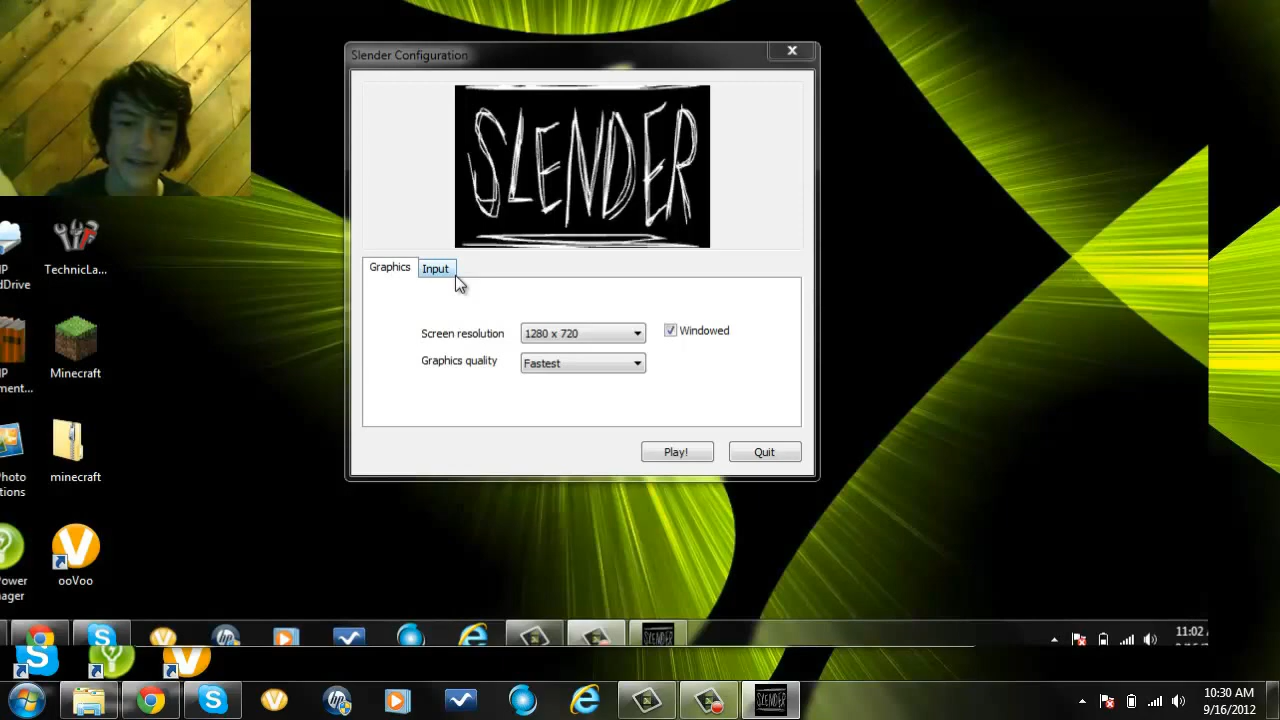 Slender Configuration
SLENDER
Graphics
Input
Screen resolution
1280 x 720
Windowed
Graphics quality
Fastest
Play!
Quit
TechnicLa...
Minecraft
minecraft
ooVoo
11:02
10:30 AM
9/16/2012